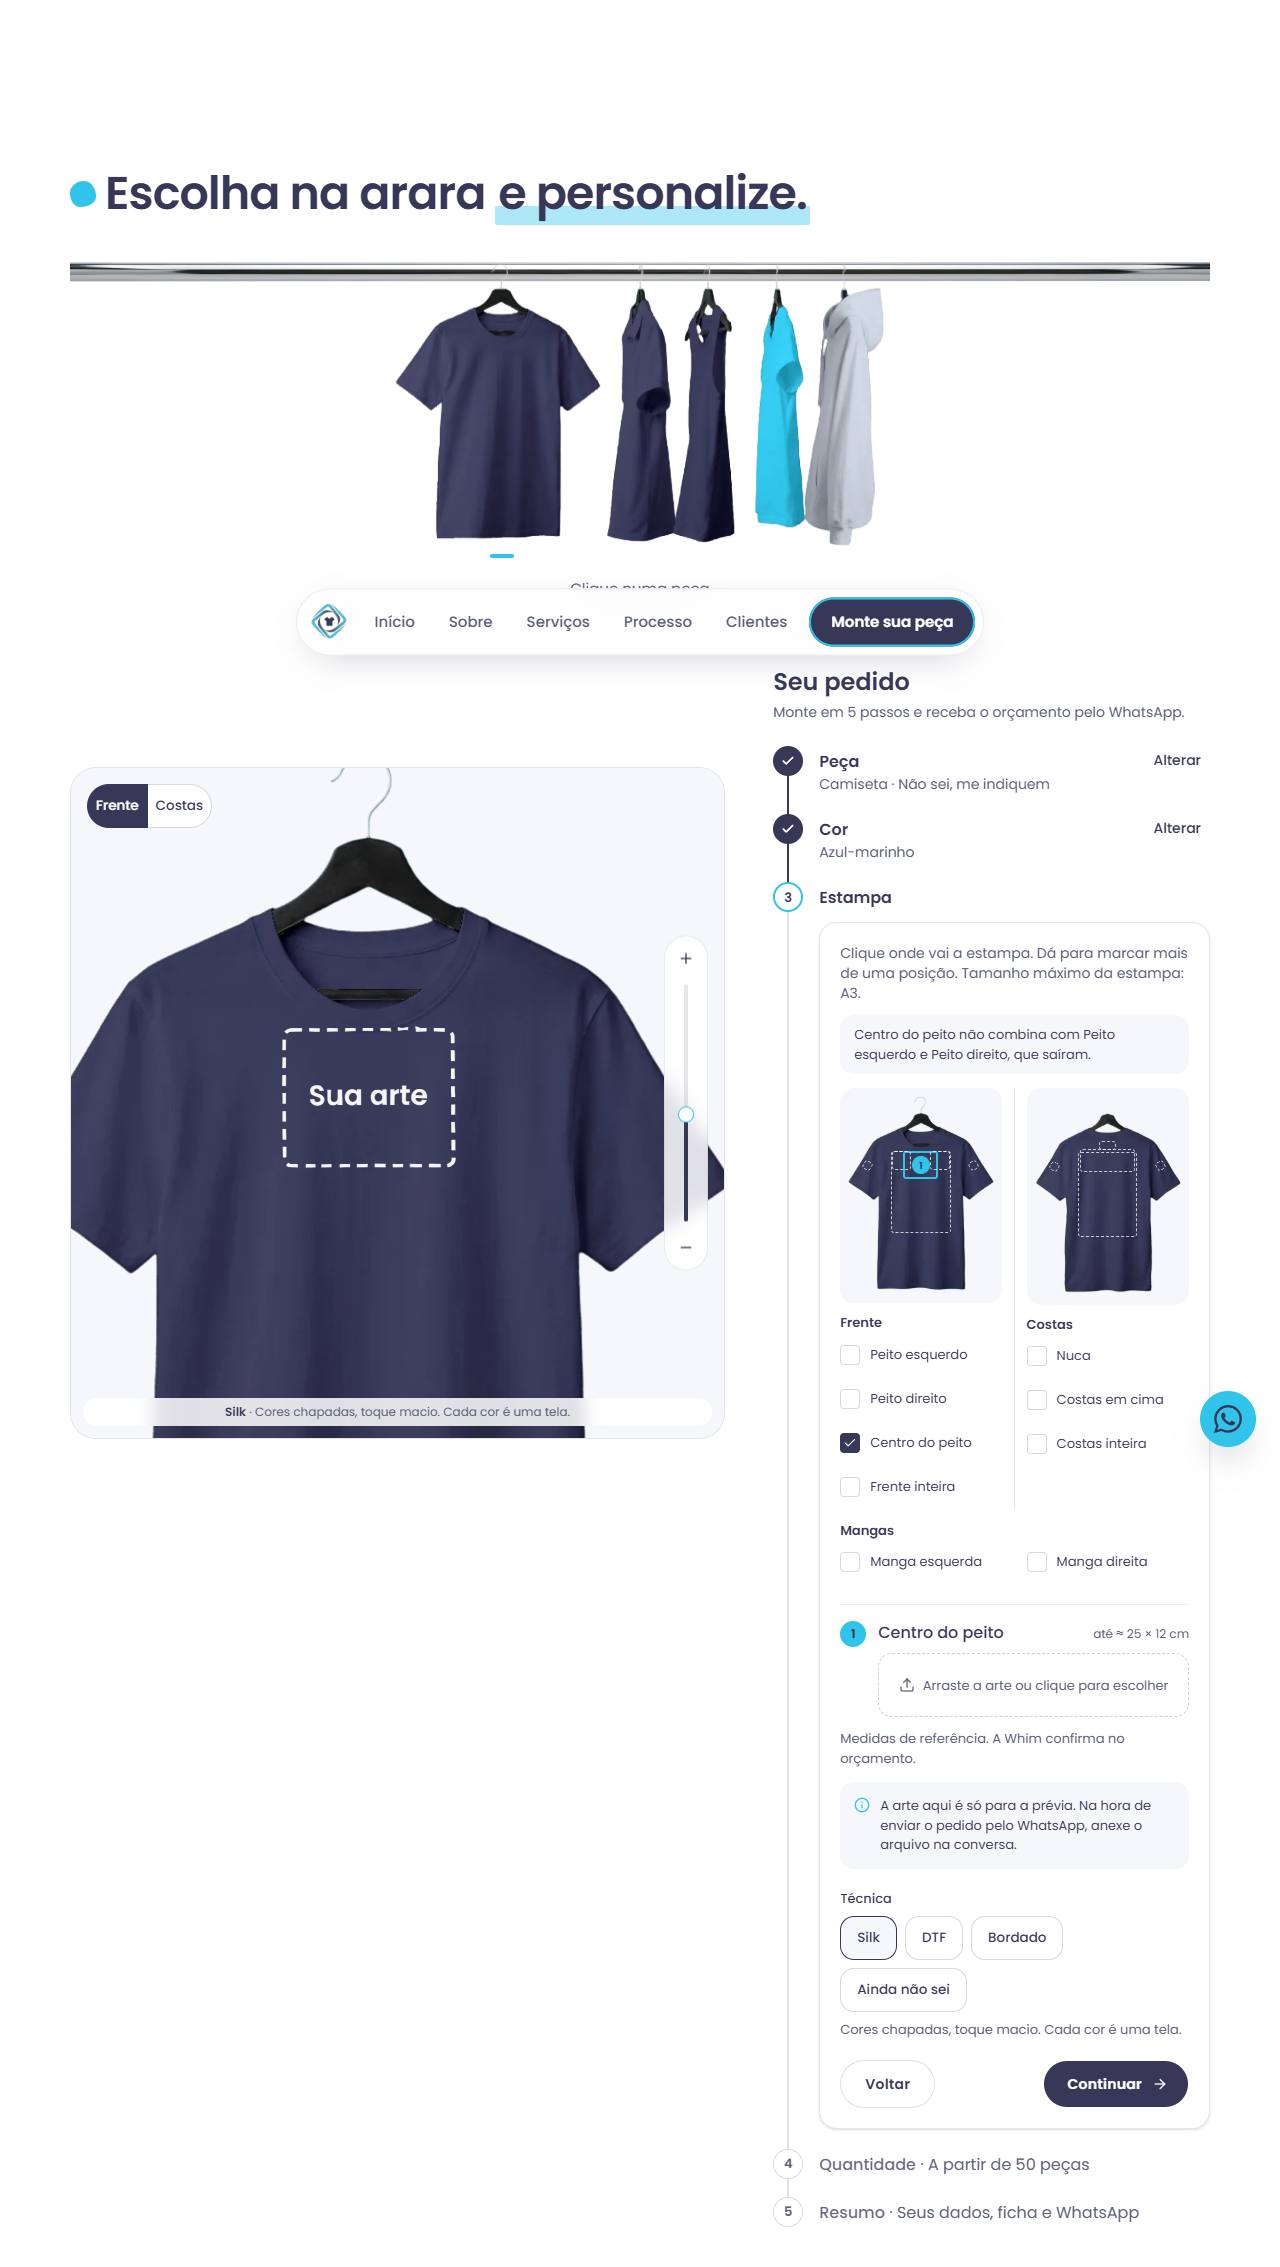 Escolha na arara e personalize.
Clique numa peça
Início
Sobre
Serviços
Processo
Clientes
Monte sua peça
Seu pedido
Monte em 5 passos e receba o orçamento pelo WhatsApp.
Peça
Alterar
Camiseta · Não sei, me indiquem
Cor
Alterar
Azul-marinho
3
Estampa
Frente
Costas
+
Sua arte
−
Silk · Cores chapadas, toque macio. Cada cor é uma tela.
Clique onde vai a estampa. Dá para marcar mais
de uma posição. Tamanho máximo da estampa:
A3.
Centro do peito não combina com Peito
esquerdo e Peito direito, que saíram.
1
Frente
Peito esquerdo
Peito direito
Centro do peito
Frente inteira
Costas
Nuca
Costas em cima
Costas inteira
Mangas
Manga esquerda
Manga direita
1
Centro do peito
até ≈ 25 × 12 cm
Arraste a arte ou clique para escolher
Medidas de referência. A Whim confirma no
orçamento.
A arte aqui é só para a prévia. Na hora de
enviar o pedido pelo WhatsApp, anexe o
arquivo na conversa.
Técnica
Silk
DTF
Bordado
Ainda não sei
Cores chapadas, toque macio. Cada cor é uma tela.
Voltar
Continuar
4
Quantidade · A partir de 50 peças
5
Resumo · Seus dados, ficha e WhatsApp